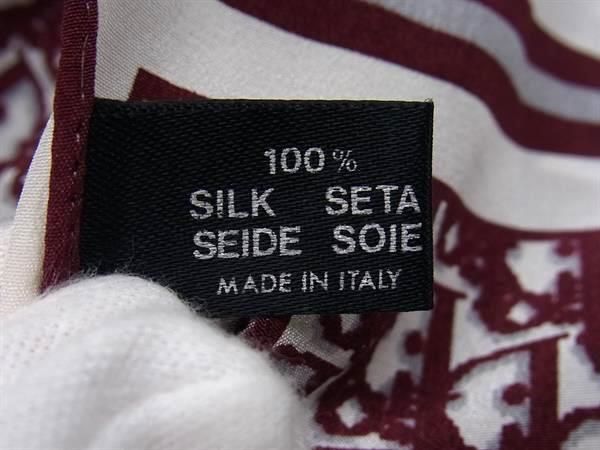 100%
SILK SETA
SEIDE SOIE
MADE IN ITALY